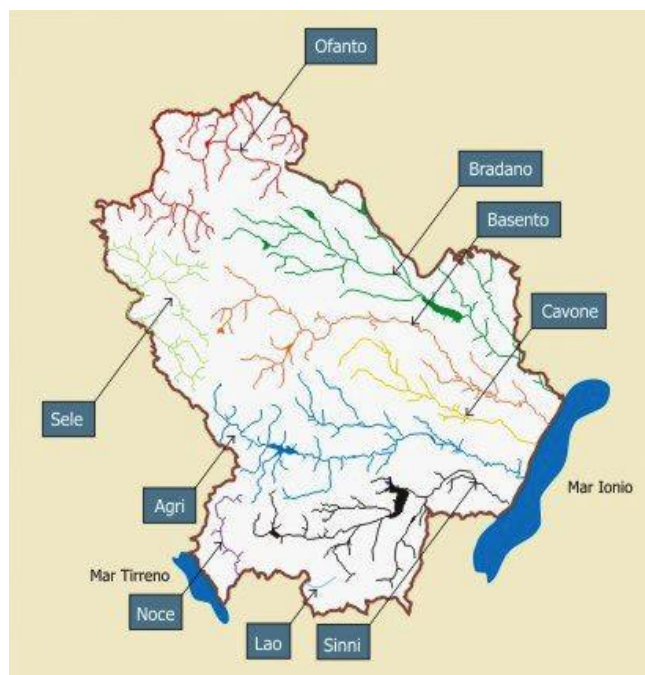 Ofanto
Bradano
Basento
Cavone
Sele
Mar Ionio
Agri
Mar Tirreno
Noce
Lao
Sinni